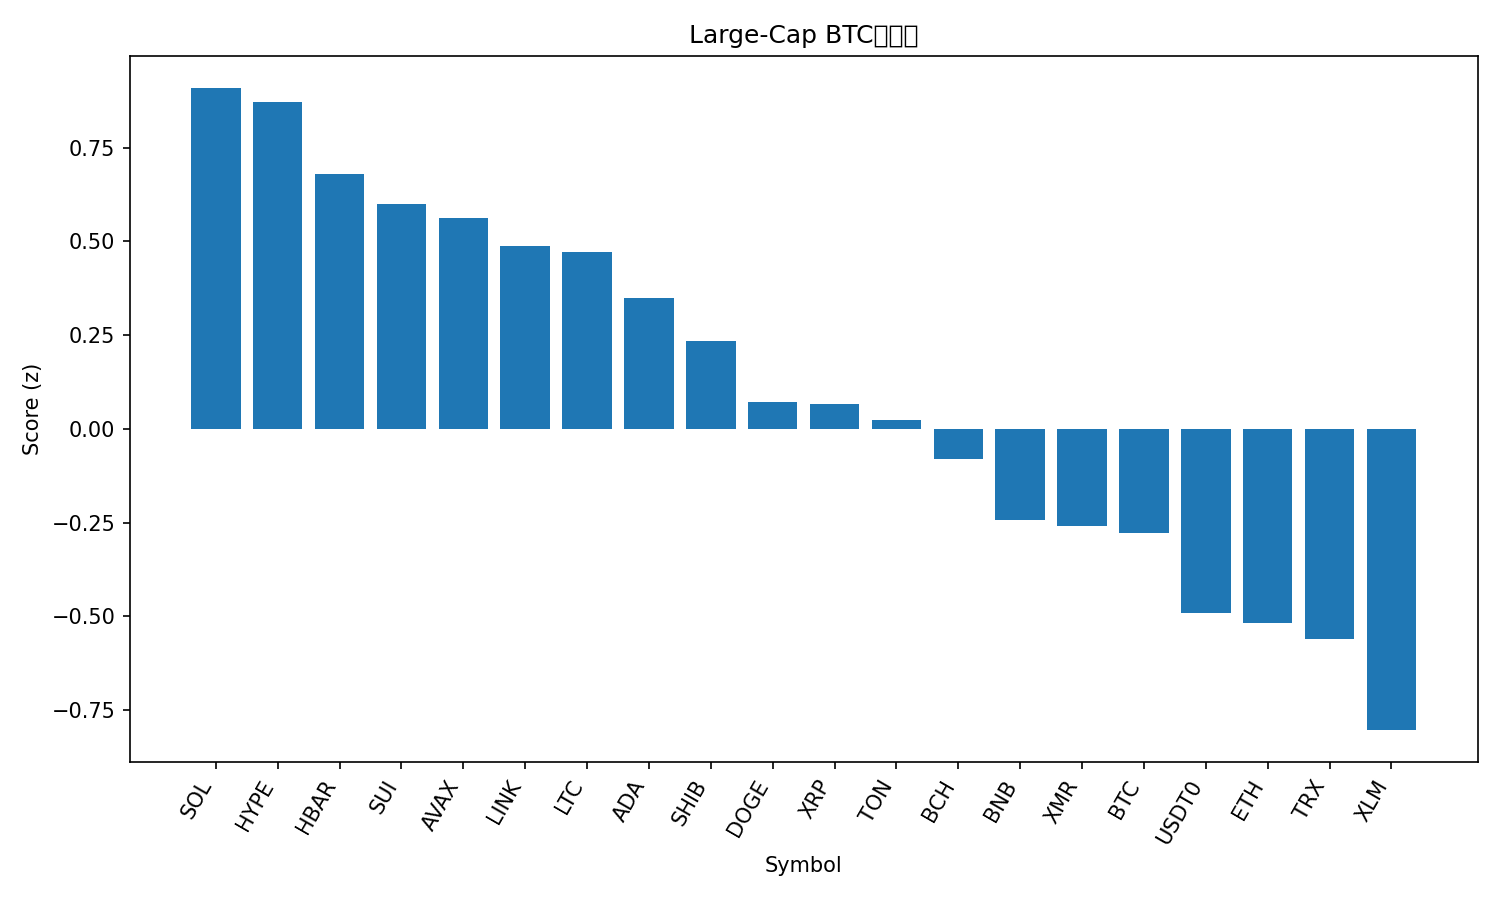 Large-Cap BTC
0.75
0.50
0.25
0.00
−0.25
−0.50
−0.75
Score (z)
SOL
HYPE
HBAR
SUI
AVAX
LINK
LTC
ADA
SHIB
DOGE
XRP
TON
BCH
BNB
XMR
BTC
USDT0
ETH
TRX
XLM
Symbol